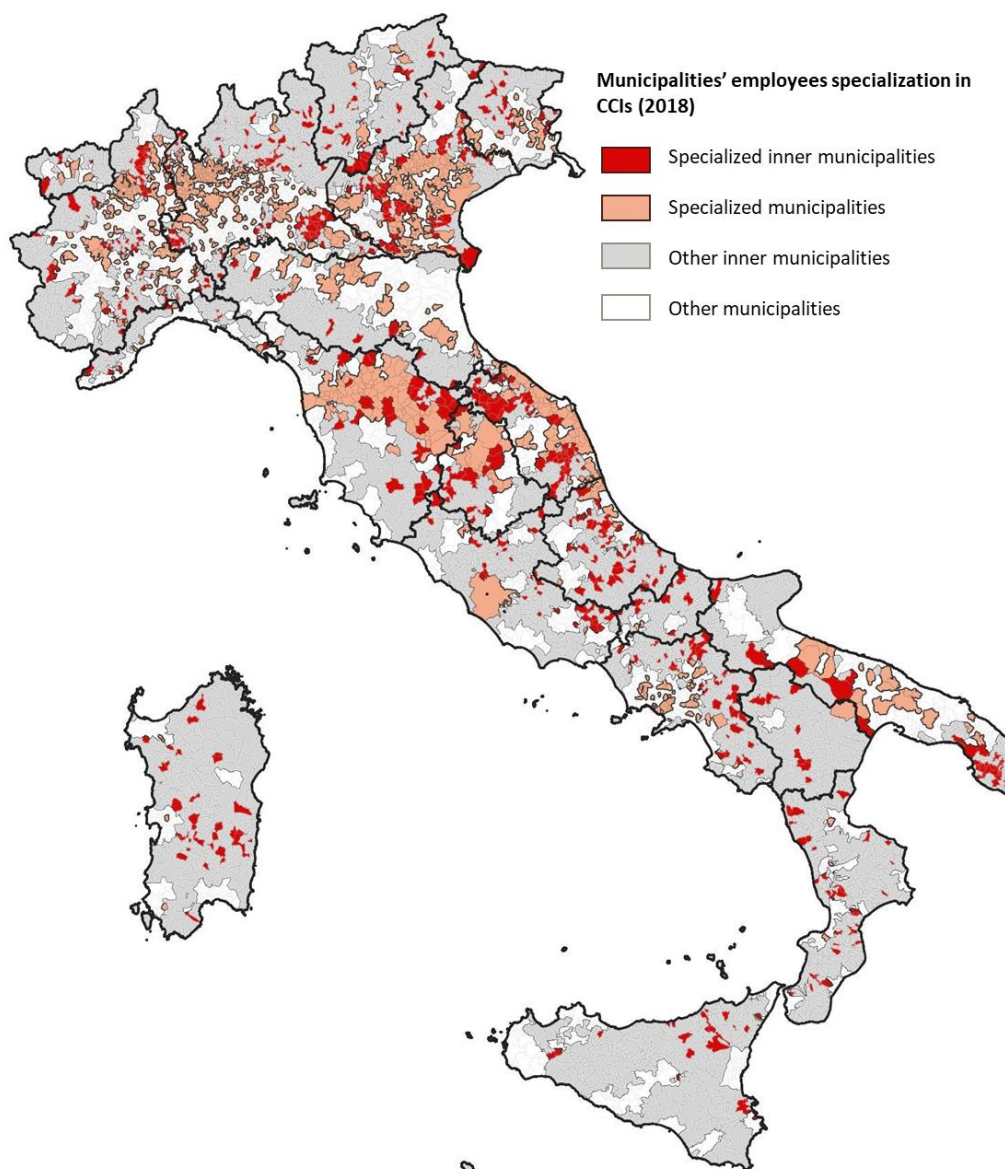 Municipalities' employees specialization in
CCIs (2018)
Specialized inner municipalities
Specialized municipalities
Other inner municipalities
Other municipalities